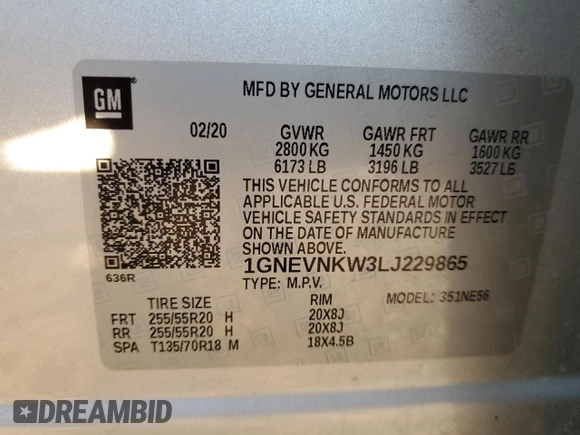 GM
®
MFD BY GENERAL MOTORS LLC
02/20 GVWR GAWR FRT GAWR RR
2800 KG 1450 KG 1600 KG
6173 LB 3196 LB 3527 LB
THIS VEHICLE CONFORMS TO ALL
APPLICABLE U.S. FEDERAL MOTOR
VEHICLE SAFETY STANDARDS IN EFFECT
ON THE DATE OF MANUFACTURE
SHOWN ABOVE.
636R
1GNEVNKW3LJ229865
TYPE: M.P.V. MODEL: 351NE56
TIRE SIZE RIM
FRT 255/55R20 H 20X8J
RR 255/55R20 H 20X8J
SPA T135/70R18 M 18X4.5B
DREAMBID